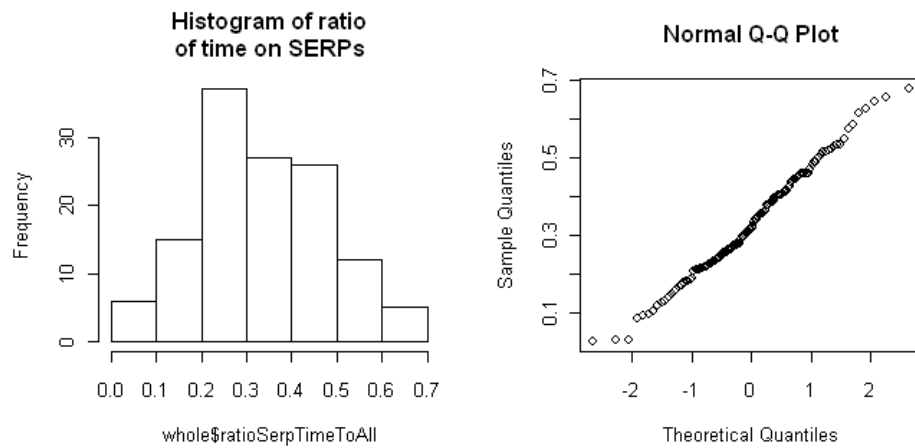 Histogram of ratio
of time on SERPs
Frequency
0 10 20 30
0.0 0.1 0.2 0.3 0.4 0.5 0.6 0.7
whole$ratioSerpTimeToAll
Normal Q-Q Plot
Sample Quantiles
0.1 0.3 0.5 0.7
-2 -1 0 1 2
Theoretical Quantiles